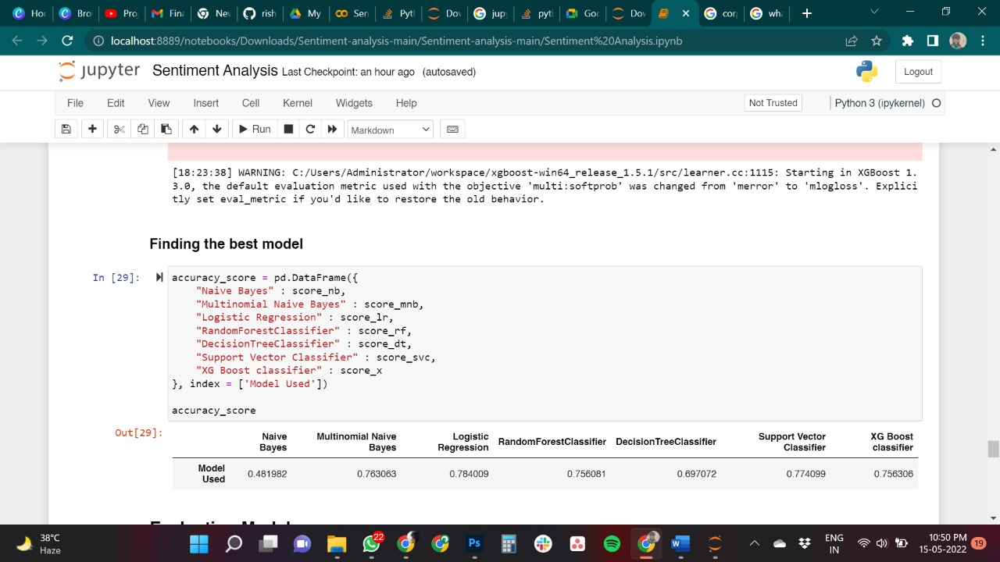 Hor
Bro
Pro
Fina
Nev
rish
My
Sen
Pytl
Dov
jupy
pytl
Goc
Dov
cor
wha
localhost:8889/notebooks/Downloads/Sentiment-analysis-main/Sentiment-analysis-main/Sentiment%20Analysis.ipynb
jupyter Sentiment Analysis Last Checkpoint: an hour ago (autosaved)
Logout
File Edit View Insert Cell Kernel Widgets Help
Not Trusted
Python 3 (ipykernel)
Run
Markdown
[18:23:38] WARNING: C:/Users/Administrator/workspace/xgboost-win64_release_1.5.1/src/learner.cc:1115: Starting in XGBoost 1.
3.0, the default evaluation metric used with the objective 'multi:softprob' was changed from 'merror' to 'mlogloss'. Explici
tly set eval_metric if you'd like to restore the old behavior.
Finding the best model
In [29]:
accuracy_score = pd.DataFrame({
"Naive Bayes" : score_nb,
"Multinomial Naive Bayes" : score_mnb,
"Logistic Regression" : score_lr,
"RandomForestClassifier" : score_rf,
"DecisionTreeClassifier" : score_dt,
"Support Vector Classifier" : score_svc,
"XG Boost classifier" : score_x
}, index = ['Model Used'])
accuracy_score
Out[29]:
Naive
Bayes
Multinomial Naive
Bayes
Logistic
Regression
RandomForestClassifier
DecisionTreeClassifier
Support Vector
Classifier
XG Boost
classifier
Model
Used
0.481982 0.763063 0.784009 0.756081 0.697072 0.774099 0.756306
38°C
Haze
22
Ps
ENG
IN
10:50 PM
15-05-2022
19